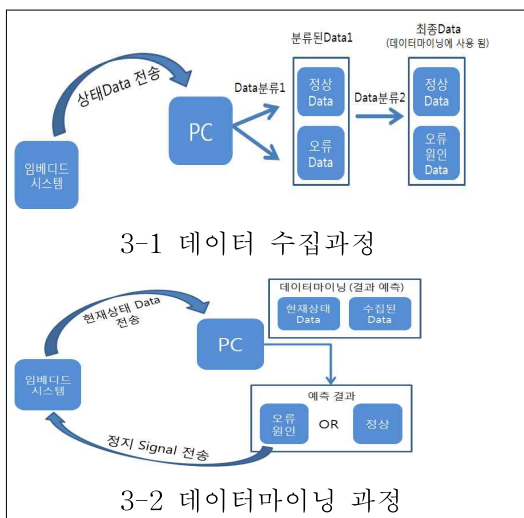 상태Data 전송
임베디드
시스템
PC
Data분류1
분류된Data1
정상
Data
오류
Data
Data분류2
최종Data
(데이터마이닝에 사용 됨)
정상
Data
오류
원인
Data
3-1 데이터 수집과정
현재상태 Data
전송
임베디드
시스템
PC
데이터마이닝 (결과 예측)
현재상태
Data
수집된
Data
예측 결과
오류
원인
OR
정상
정지 Signal 전송
3-2 데이터마이닝 과정